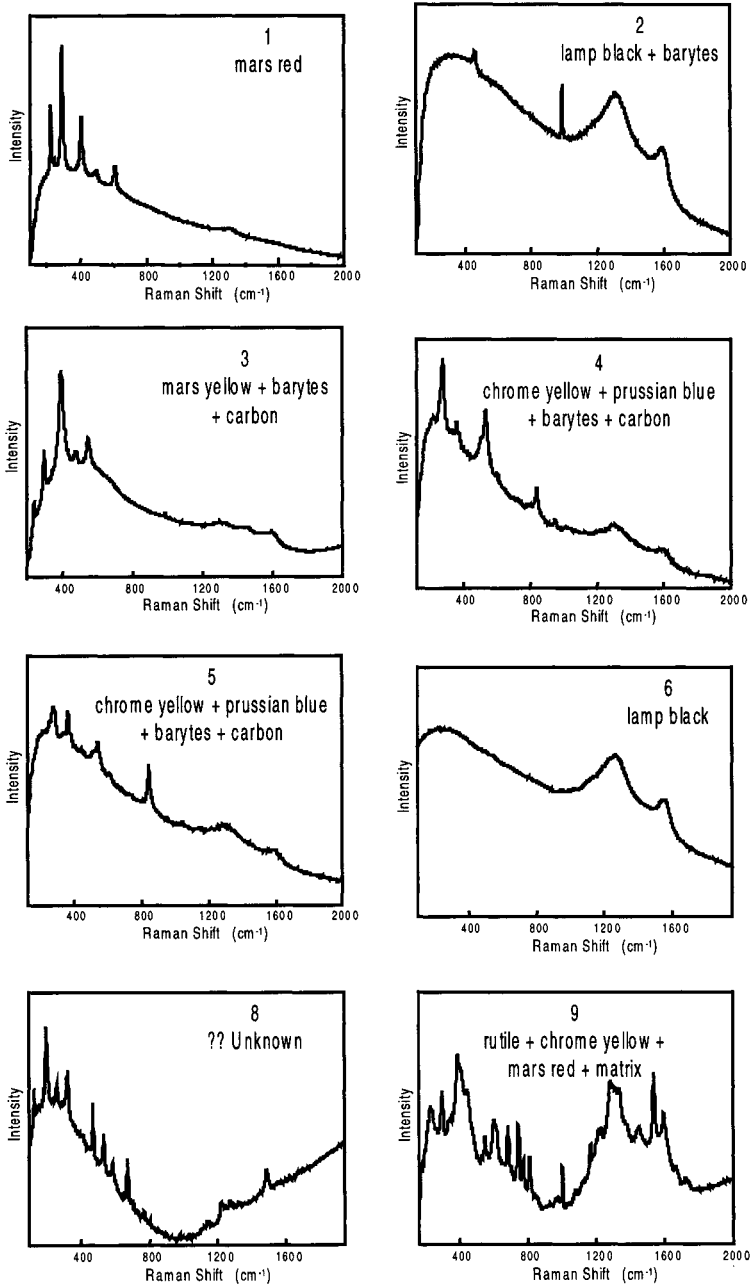 1
mars red
Intensity
400 800 1200 1600 2000
Raman Shift (cm⁻¹)
2
lamp black + barytes
Intensity
400 800 1200 1600 2000
Raman Shift (cm⁻¹)
3
mars yellow + barytes
+ carbon
Intensity
400 800 1200 1600 2000
Raman Shift (cm⁻¹)
4
chrome yellow + prussian blue
+ barytes + carbon
Intensity
400 800 1200 1600 2000
Raman Shift (cm⁻¹)
5
chrome yellow + prussian blue
+ barytes + carbon
Intensity
400 800 1200 1600 2000
Raman Shift (cm⁻¹)
6
lamp black
Intensity
400 800 1200 1600
Raman Shift (cm⁻¹)
8
?? Unknown
Intensity
400 800 1200 1600
Raman Shift (cm⁻¹)
9
rutile + chrome yellow +
mars red + matrix
Intensity
400 800 1200 1600 2000
Raman Shift (cm⁻¹)